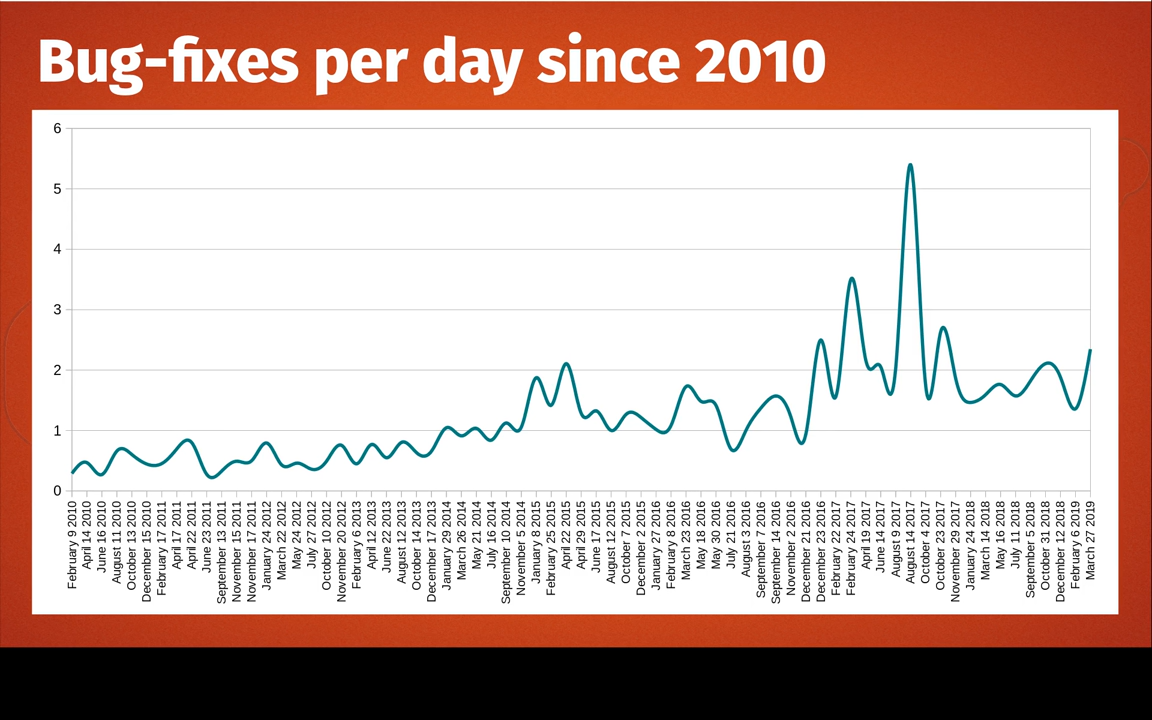 Bug-fixes per day since 2010
6
5
4
3
2
1
0
February 9 2010
April 14 2010
June 16 2010
August 11 2010
October 13 2010
December 15 2010
February 17 2011
April 17 2011
April 22 2011
June 23 2011
September 13 2011
November 15 2011
November 17 2011
January 24 2012
March 22 2012
May 24 2012
July 27 2012
October 10 2012
November 20 2012
February 6 2013
April 12 2013
June 22 2013
August 12 2013
October 14 2013
December 17 2013
January 29 2014
March 26 2014
May 21 2014
July 16 2014
September 10 2014
November 5 2014
January 8 2015
February 25 2015
April 22 2015
April 29 2015
June 17 2015
August 12 2015
October 7 2015
December 2 2015
January 27 2016
February 8 2016
March 23 2016
May 18 2016
May 30 2016
July 21 2016
August 3 2016
September 7 2016
September 14 2016
November 2 2016
December 21 2016
December 23 2016
February 22 2017
February 24 2017
April 19 2017
June 14 2017
August 9 2017
August 14 2017
October 4 2017
October 23 2017
November 29 2017
January 24 2018
March 14 2018
May 16 2018
July 11 2018
September 5 2018
October 31 2018
December 12 2018
February 6 2019
March 27 2019